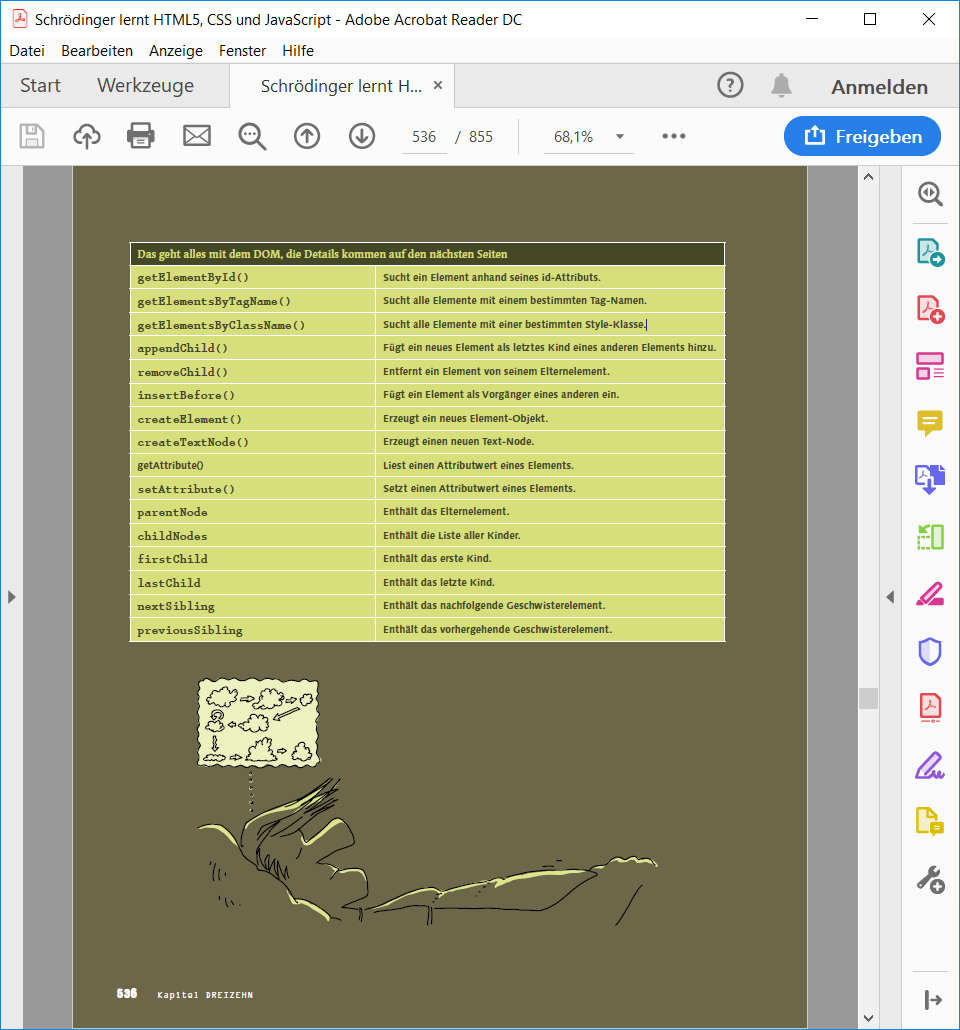 Schrödinger lernt HTML5, CSS und JavaScript - Adobe Acrobat Reader DC
Datei Bearbeiten Anzeige Fenster Hilfe
Start Werkzeuge Schrödinger lernt H... × Anmelden
536 / 855 68,1% Freigeben
Das geht alles mit dem DOM, die Details kommen auf den nächsten Seiten
getElementById() Sucht ein Element anhand seines id-Attributs.
getElementsByTagName() Sucht alle Elemente mit einem bestimmten Tag-Namen.
getElementsByClassName() Sucht alle Elemente mit einer bestimmten Style-Klasse.
appendChild() Fügt ein neues Element als letztes Kind eines anderen Elements hinzu.
removeChild() Entfernt ein Element von seinem Elternelement.
insertBefore() Fügt ein Element als Vorgänger eines anderen ein.
createElement() Erzeugt ein neues Element-Objekt.
createTextNode() Erzeugt einen neuen Text-Node.
getAttribute() Liest einen Attributwert eines Elements.
setAttribute() Setzt einen Attributwert eines Elements.
parentNode Enthält das Elternelement.
childNodes Enthält die Liste aller Kinder.
firstChild Enthält das erste Kind.
lastChild Enthält das letzte Kind.
nextSibling Enthält das nachfolgende Geschwisterelement.
previousSibling Enthält das vorhergehende Geschwisterelement.
536 Kapitel DREIZEHN